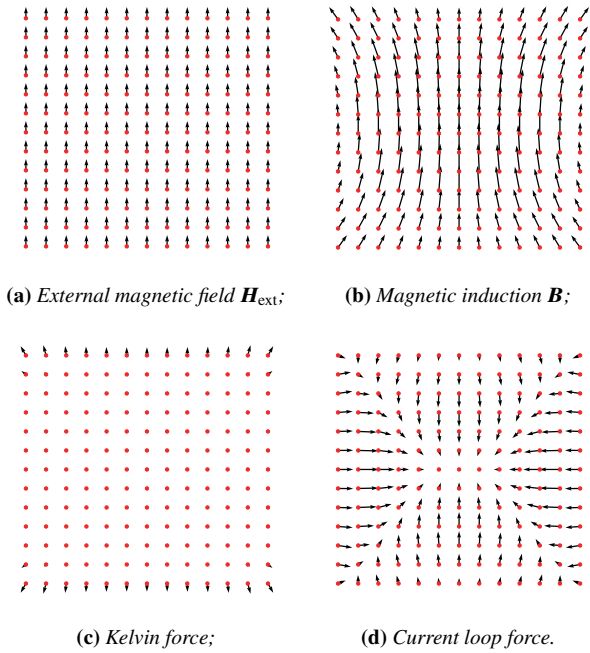 (a) External magnetic field Hext;
(b) Magnetic induction B;
(c) Kelvin force;
(d) Current loop force.